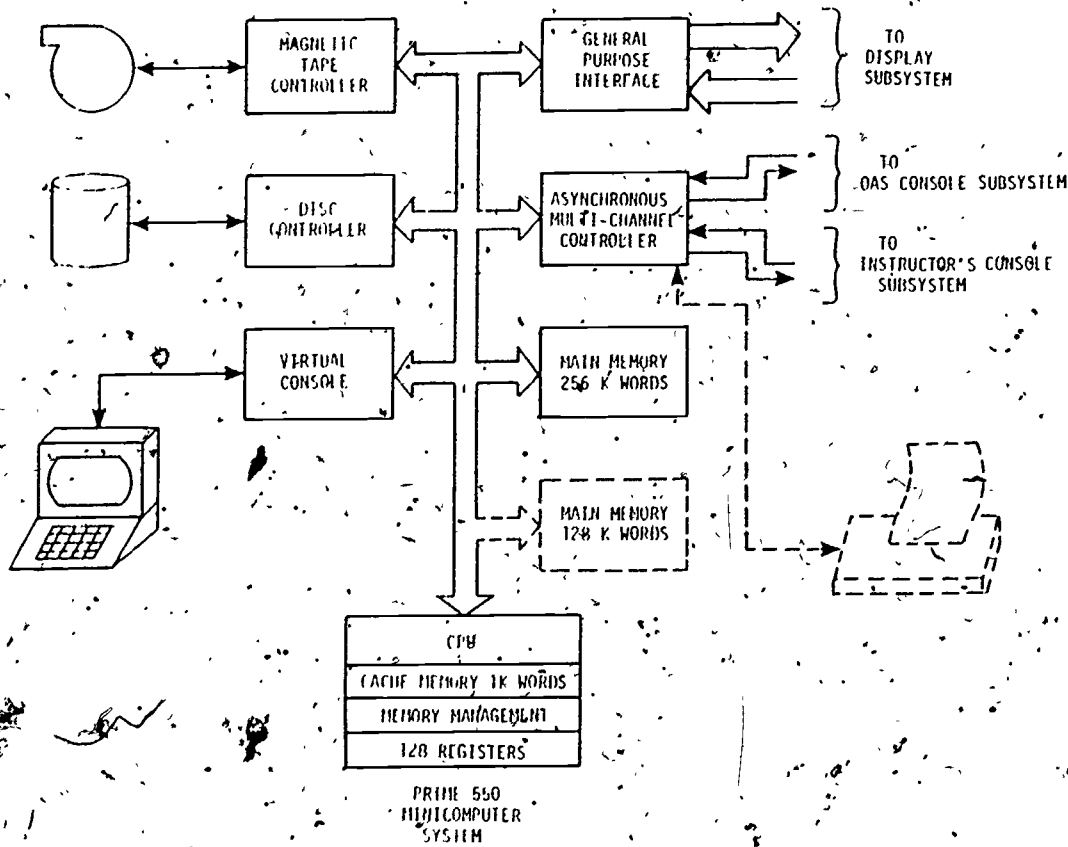 MAGNETIC
TAPE
CONTROLLER
GENERAL
PURPOSE
INTERFACE
TO
DISPLAY
SUBSYSTEM
DISC
CONTROLLER
ASYNCHRONOUS
MULTI-CHANNEL
CONTROLLER
TO
OAS CONSOLE SUBSYSTEM
TO
INSTRUCTOR'S CONSOLE
SUBSYSTEM
VIRTUAL
CONSOLE
MAIN MEMORY
256 K WORDS
MAIN MEMORY
128 K WORDS
CPU
CACHE MEMORY 1K WORDS
MEMORY MANAGEMENT
128 REGISTERS
PRIME 550
MINICOMPUTER
SYSTEM